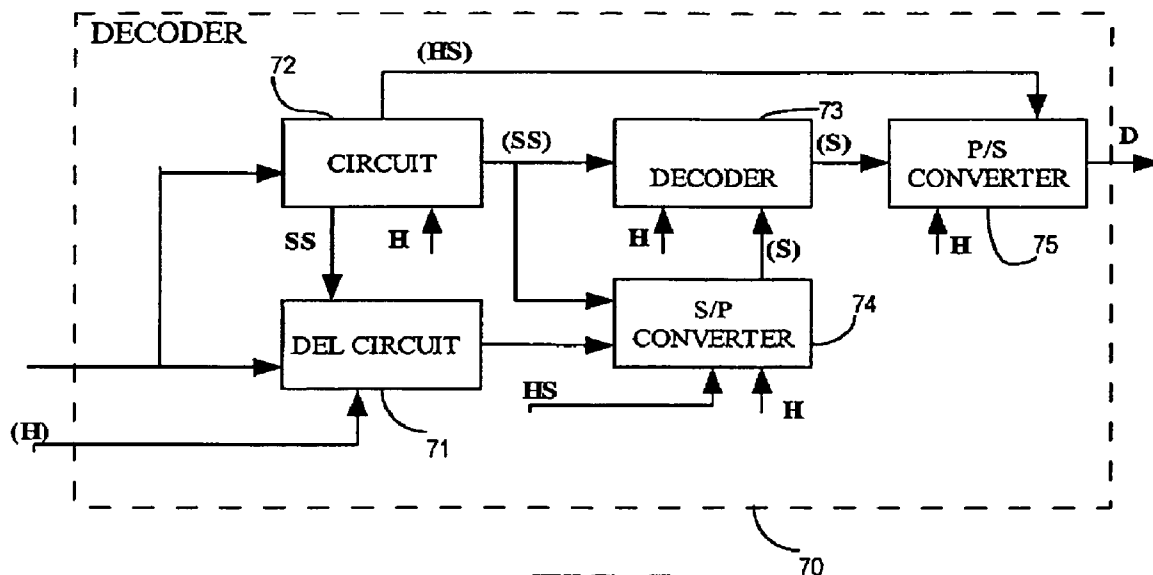 DECODER
(HS)
72
73
CIRCUIT
(SS)
DECODER
(S)
P/S
CONVERTER
D
SS
H
H
(S)
H
75
DEL CIRCUIT
S/P
CONVERTER
74
HS
H
(H)
71
70